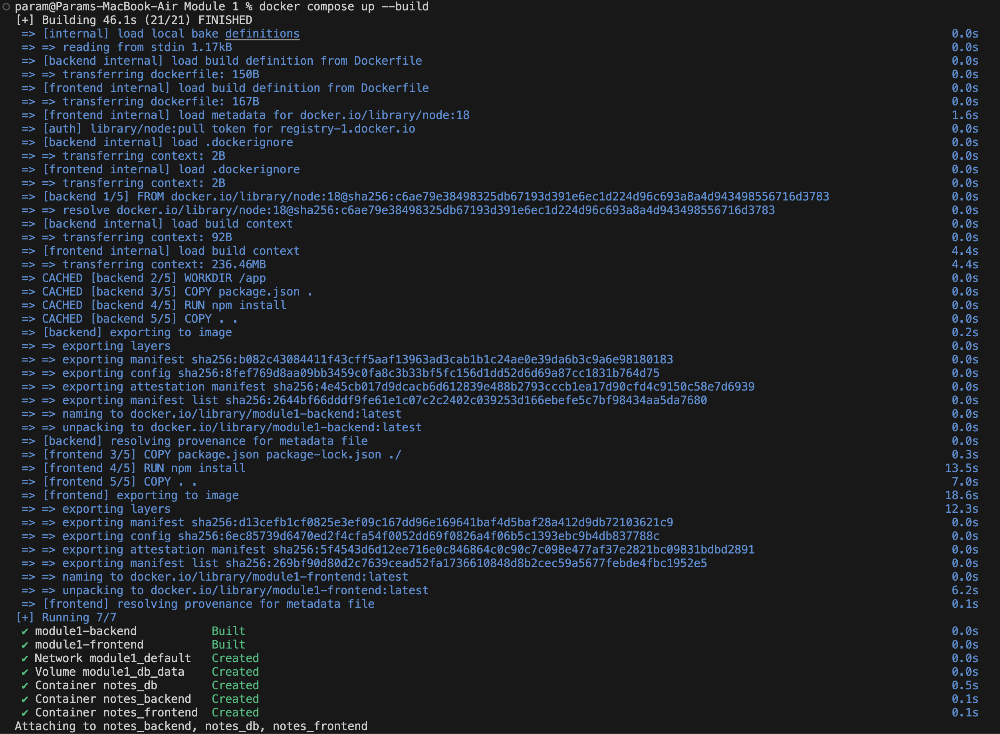 param@Params-MacBook-Air Module 1 % docker compose up --build
[+] Building 46.1s (21/21) FINISHED
=> [internal] load local bake definitions 0.0s
=> => reading from stdin 1.17kB 0.0s
=> [backend internal] load build definition from Dockerfile 0.0s
=> => transferring dockerfile: 150B 0.0s
=> [frontend internal] load build definition from Dockerfile 0.0s
=> => transferring dockerfile: 167B 0.0s
=> [frontend internal] load metadata for docker.io/library/node:18 1.6s
=> [auth] library/node:pull token for registry-1.docker.io 0.0s
=> [backend internal] load .dockerignore 0.0s
=> => transferring context: 2B 0.0s
=> [frontend internal] load .dockerignore 0.0s
=> => transferring context: 2B 0.0s
=> [backend 1/5] FROM docker.io/library/node:18@sha256:c6ae79e38498325db67193d391e6ec1d224d96c693a8a4d943498556716d3783 0.0s
=> => resolve docker.io/library/node:18@sha256:c6ae79e38498325db67193d391e6ec1d224d96c693a8a4d943498556716d3783 0.0s
=> [backend internal] load build context 0.0s
=> => transferring context: 92B 0.0s
=> [frontend internal] load build context 4.4s
=> => transferring context: 236.46MB 4.4s
=> CACHED [backend 2/5] WORKDIR /app 0.0s
=> CACHED [backend 3/5] COPY package.json . 0.0s
=> CACHED [backend 4/5] RUN npm install 0.0s
=> CACHED [backend 5/5] COPY . . 0.0s
=> [backend] exporting to image 0.2s
=> => exporting layers 0.0s
=> => exporting manifest sha256:b082c43084411f43cff5aaf13963ad3cab1b1c24ae0e39da6b3c9a6e98180183 0.0s
=> => exporting config sha256:8fef769d8aa09bb3459c0fa8c3b33bf5fc156d1dd52d6d69a87cc1831b764d75 0.0s
=> => exporting attestation manifest sha256:4e45cb017d9dcacb6d612839e488b2793cccb1ea17d90cfd4c9150c58e7d6939 0.0s
=> => exporting manifest list sha256:2644bf66dddf9fe61e1c07c2c2402c039253d166ebefe5c7bf98434aa5da7680 0.0s
=> => naming to docker.io/library/module1-backend:latest 0.0s
=> => unpacking to docker.io/library/module1-backend:latest 0.0s
=> [backend] resolving provenance for metadata file 0.0s
=> [frontend 3/5] COPY package.json package-lock.json ./ 0.3s
=> [frontend 4/5] RUN npm install 13.5s
=> [frontend 5/5] COPY . . 7.0s
=> [frontend] exporting to image 18.6s
=> => exporting layers 12.3s
=> => exporting manifest sha256:d13cefb1cf0825e3ef09c167dd96e169641baf4d5baf28a412d9db72103621c9 0.0s
=> => exporting config sha256:6ec85739d6470ed2f4cfa54f0052dd69f0826a4f06b5c1393ebc9b4db837788c 0.0s
=> => exporting attestation manifest sha256:5f4543d6d12ee716e0c846864c0c90c7c098e477af37e2821bc09831bdbd2891 0.0s
=> => exporting manifest list sha256:269bf90d80d2c7639cead52fa1736610848d8b2cec59a5677febde4fbc1952e5 0.0s
=> => naming to docker.io/library/module1-frontend:latest 0.0s
=> => unpacking to docker.io/library/module1-frontend:latest 6.2s
=> [frontend] resolving provenance for metadata file 0.1s
[+] Running 7/7
✔ module1-backend Built 0.0s
✔ module1-frontend Built 0.0s
✔ Network module1_default Created 0.0s
✔ Volume module1_db_data Created 0.0s
✔ Container notes_db Created 0.5s
✔ Container notes_backend Created 0.1s
✔ Container notes_frontend Created 0.1s
Attaching to notes_backend, notes_db, notes_frontend